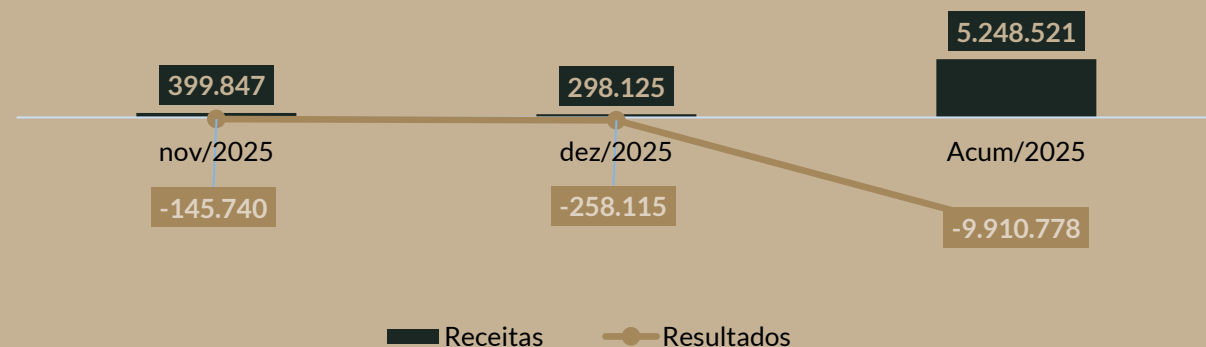 5.248.521
399.847
298.125
nov/2025
dez/2025
Acum/2025
-145.740
-258.115
-9.910.778
Receitas
Resultados